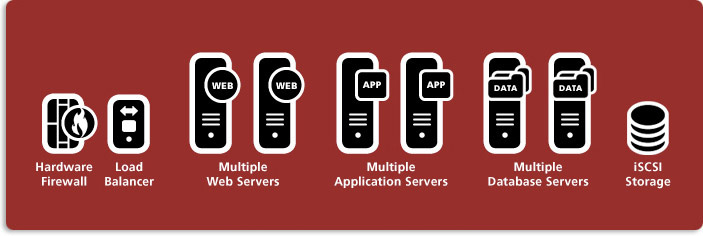 WEB
WEB
APP
APP
DATA
DATA
Hardware
Firewall
Load
Balancer
Multiple
Web Servers
Multiple
Application Servers
Multiple
Database Servers
iSCSI
Storage